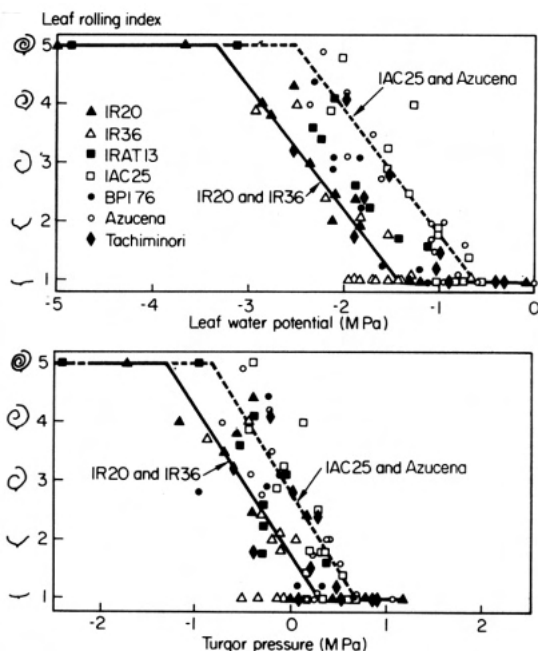 Leaf rolling index
5
4
3
2
1
IR20
IR36
IRAT13
IAC25
BPI 76
Azucena
Tachiminori
IAC25 and Azucena
IR20 and IR36
-5
-4
-3
-2
-1
0
Leaf water potential (MPa)
5
4
3
2
1
IR20 and IR36
IAC25 and Azucena
-2
-1
0
1
2
Turgor pressure (MPa)